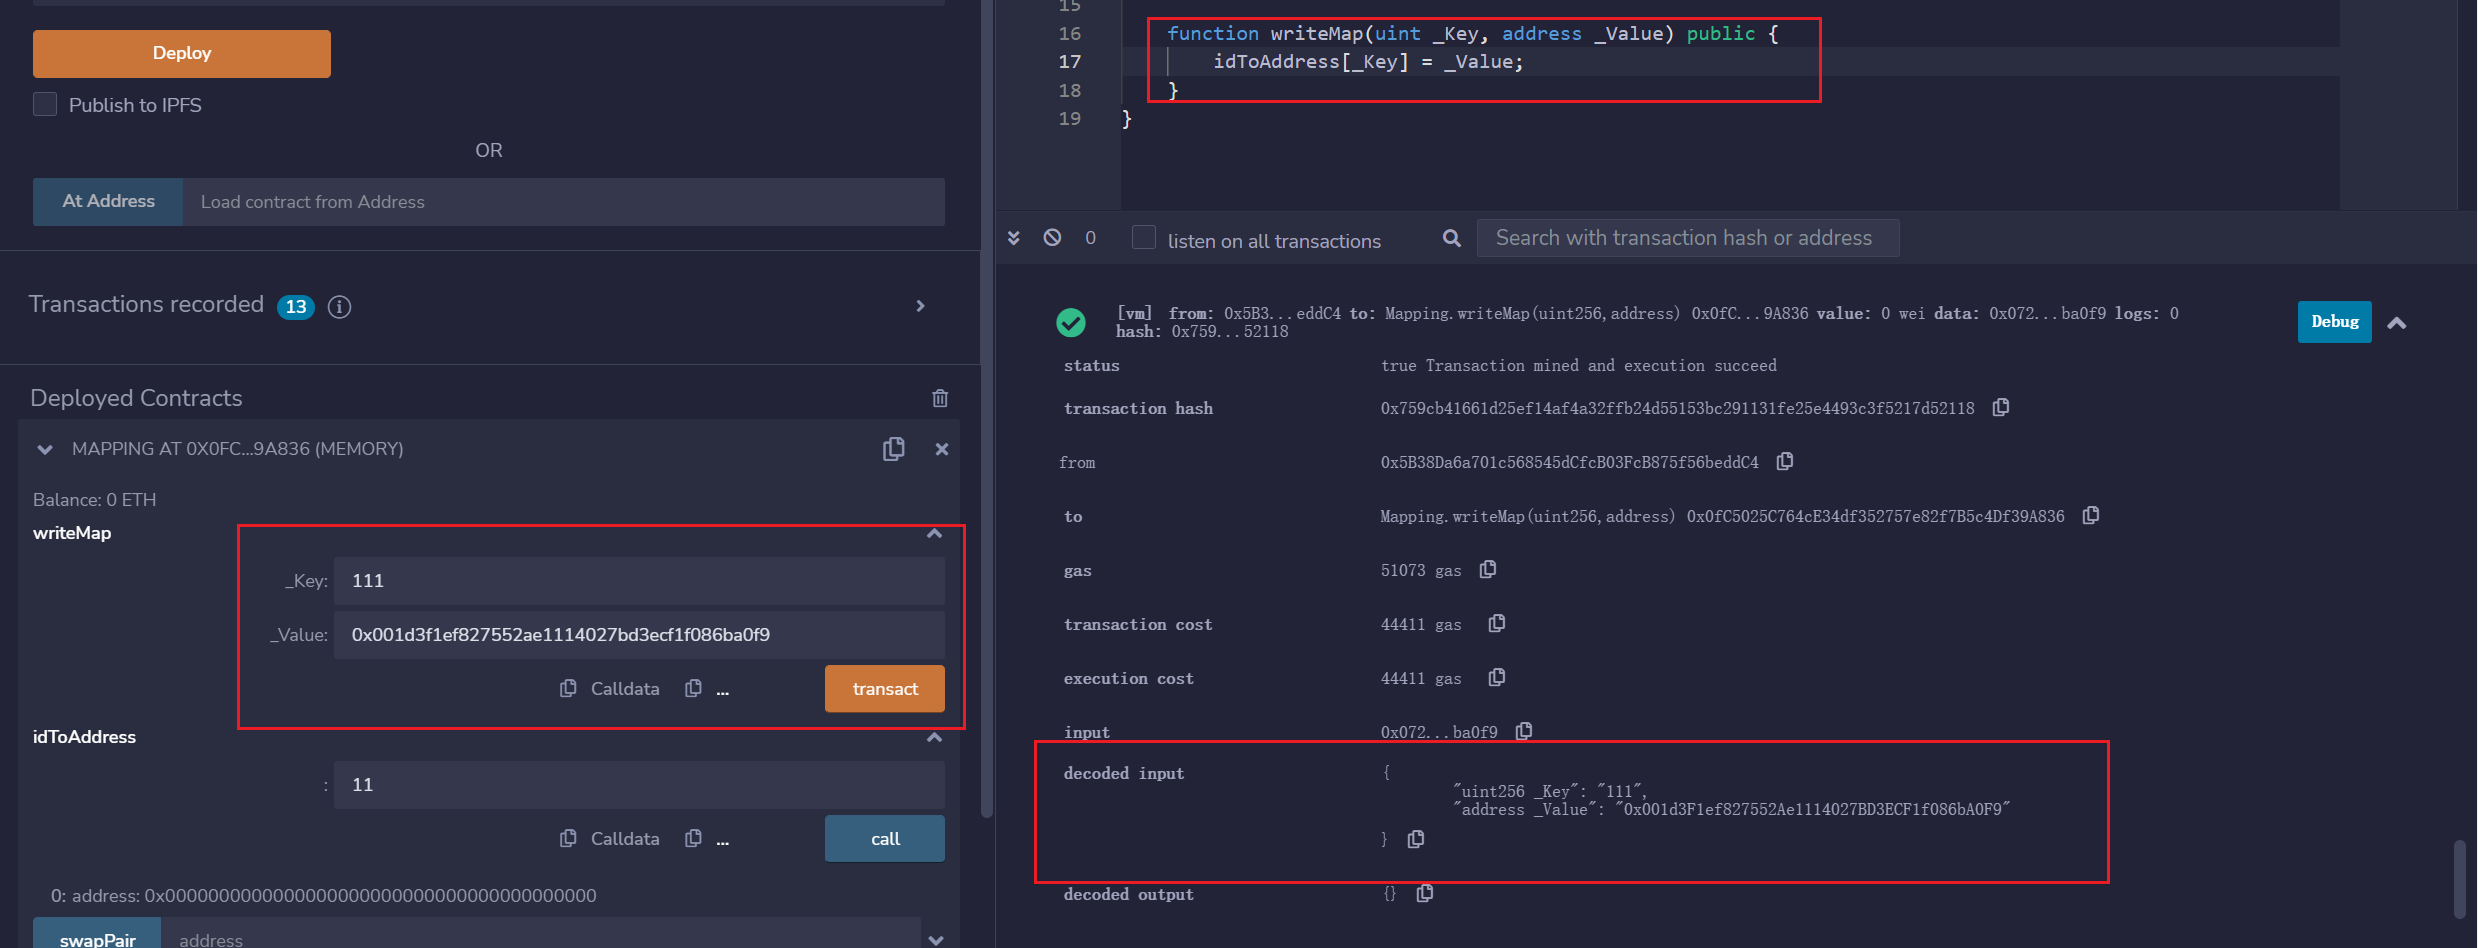 Deploy
Publish to IPFS
OR
At Address Load contract from Address
Transactions recorded 13
Deployed Contracts
MAPPING AT 0X0FC...9A836 (MEMORY)
Balance: 0 ETH
writeMap
_Key: 111
_Value: 0x001d3f1ef827552ae1114027bd3ecf1f086ba0f9
Calldata ... transact
idToAddress
: 11
Calldata ... call
0: address: 0x0000000000000000000000000000000000000000
swapPair address
15
16 function writeMap(uint _Key, address _Value) public {
17 idToAddress[_Key] = _Value;
18 }
19 }
0 listen on all transactions Search with transaction hash or address
[vm] from: 0x5B3...eddC4 to: Mapping.writeMap(uint256,address) 0x0fC...9A836 value: 0 wei data: 0x072...ba0f9 logs: 0
hash: 0x759...52118
Debug
status true Transaction mined and execution succeed
transaction hash 0x759cb41661d25ef14af4a32ffb24d55153bc291131fe25e4493c3f5217d52118
from 0x5B38Da6a701c568545dCfcB03FcB875f56beddC4
to Mapping.writeMap(uint256,address) 0x0fC5025C764cE34df352757e82f7B5c4Df39A836
gas 51073 gas
transaction cost 44411 gas
execution cost 44411 gas
input 0x072...ba0f9
decoded input {
"uint256 _Key": "111",
"address _Value": "0x001d3F1ef827552Ae1114027BD3ECF1f086bA0F9"
}
decoded output {}